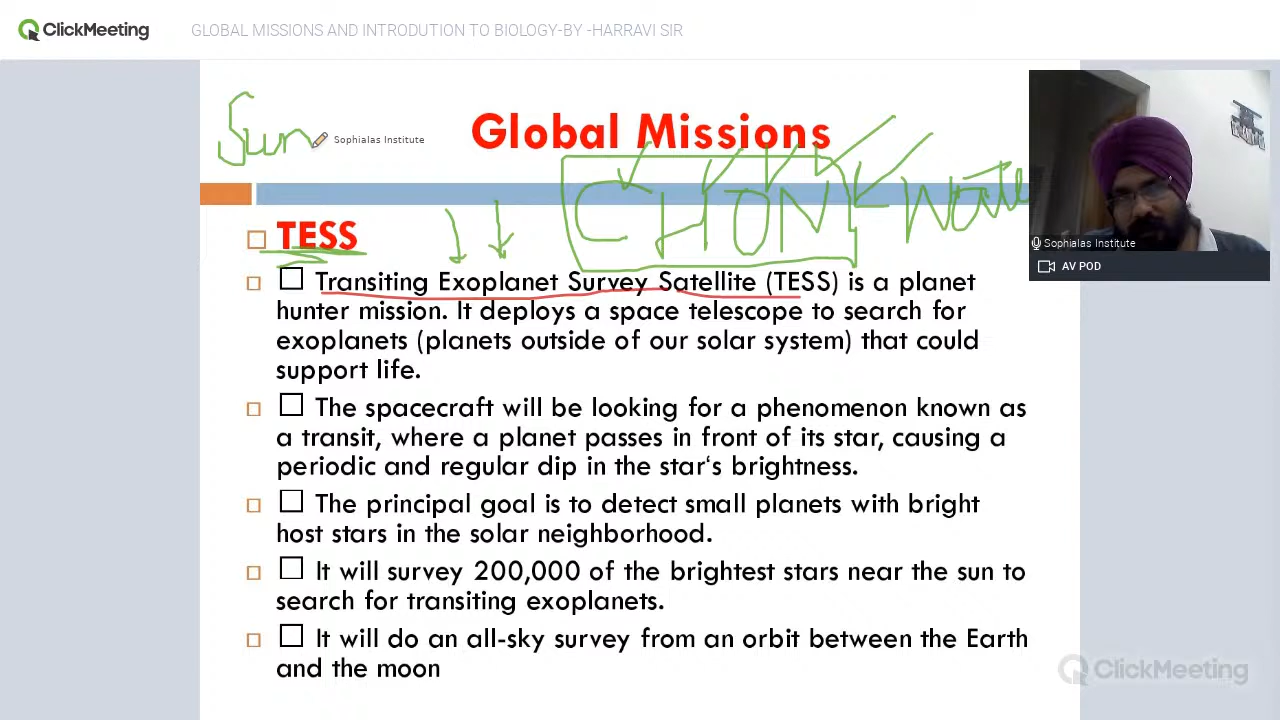 ClickMeeting
GLOBAL MISSIONS AND INTRODUTION TO BIOLOGY-BY -HARRAVI SIR
Sun
Sophialas Institute
Global Missions
CHON
Wate
Sophialas Institute
AV POD
TESS
Transiting Exoplanet Survey Satellite (TESS) is a planet
hunter mission. It deploys a space telescope to search for
exoplanets (planets outside of our solar system) that could
support life.
The spacecraft will be looking for a phenomenon known as
a transit, where a planet passes in front of its star, causing a
periodic and regular dip in the star‘s brightness.
The principal goal is to detect small planets with bright
host stars in the solar neighborhood.
It will survey 200,000 of the brightest stars near the sun to
search for transiting exoplanets.
It will do an all-sky survey from an orbit between the Earth
and the moon
ClickMeeting